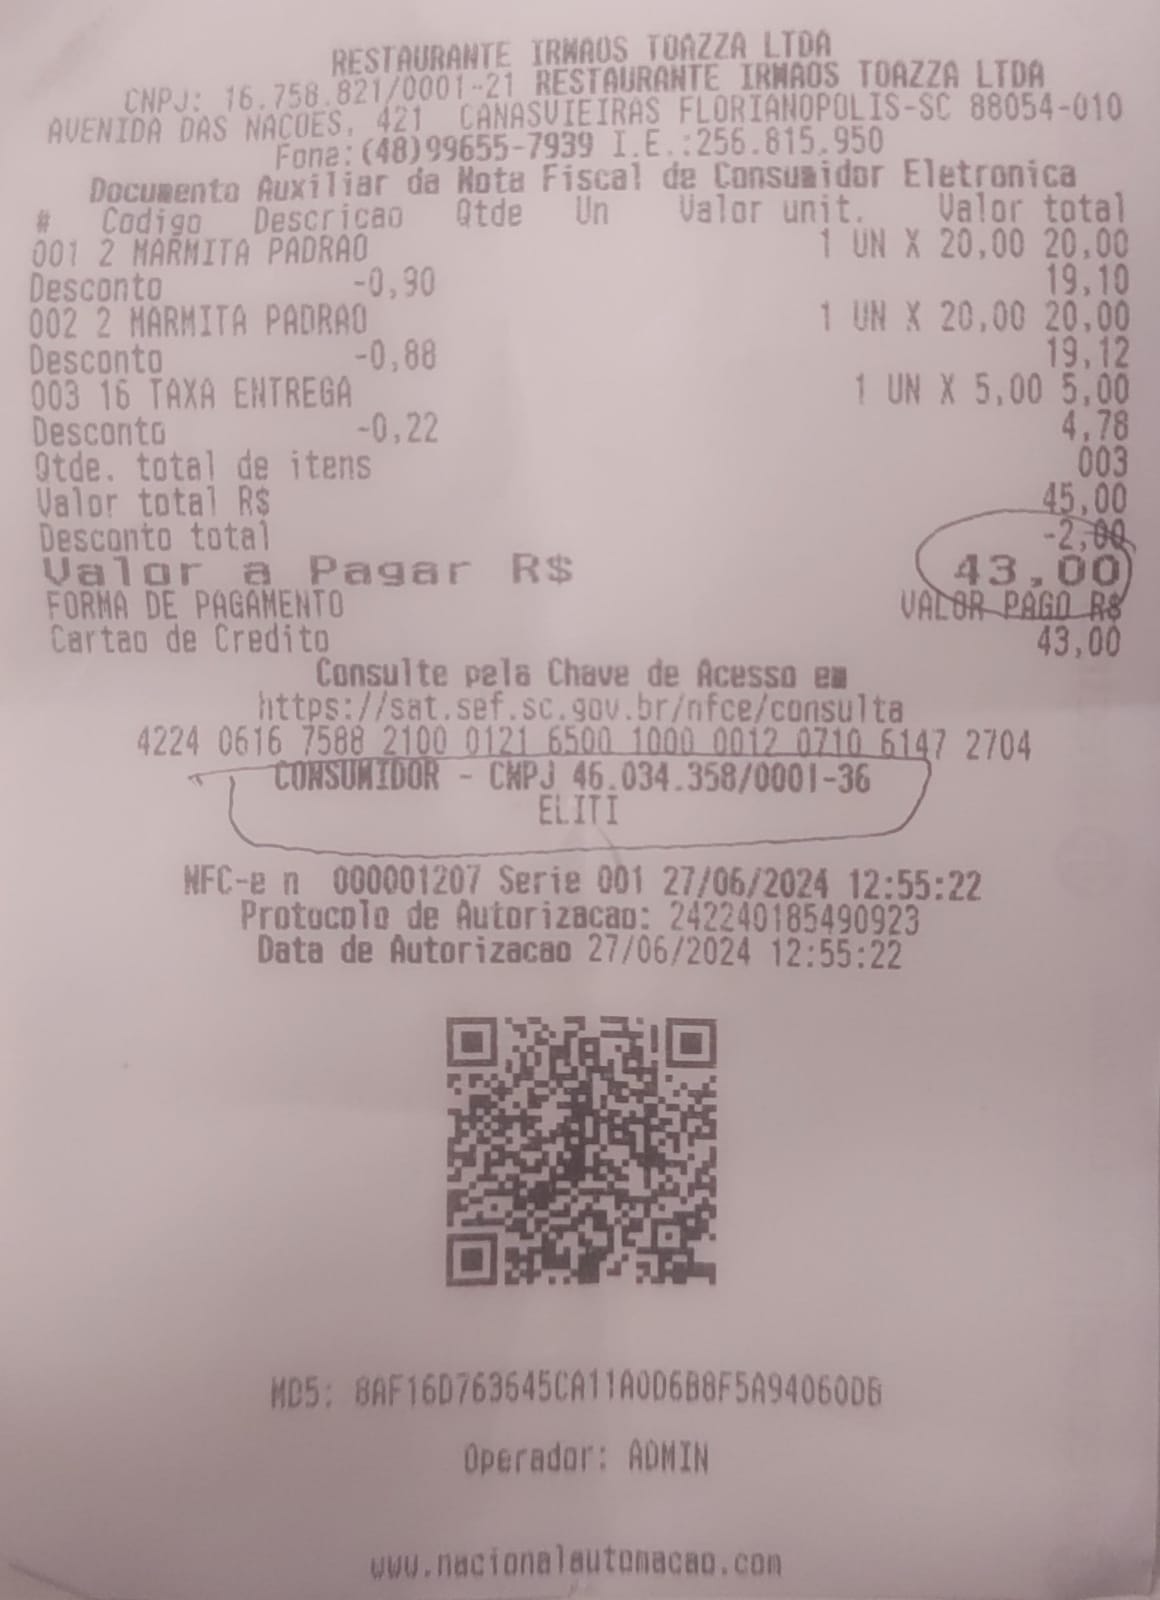 RESTAURANTE IRMAOS TOAZZA LTDA
CNPJ: 16.758.821/0001-21 RESTAURANTE IRMAOS TOAZZA LTDA
AVENIDA DAS NACOES, 421 CANASVIEIRAS FLORIANOPOLIS-SC 88054-010
Fone:(48)99655-7939 I.E.:256.815.950
Documento Auxiliar da Nota Fiscal de Consumidor Eletronica
# Codigo Descricao Qtde Un Valor unit. Valor total
001 2 MARMITA PADRAO 1 UN X 20,00 20,00
Desconto -0,90 19,10
002 2 MARMITA PADRAO 1 UN X 20,00 20,00
Desconto -0,88 19,12
003 16 TAXA ENTREGA 1 UN X 5,00 5,00
Desconto -0,22 4,78
Qtde. total de itens 003
Valor total R$ 45,00
Desconto total -2,00
Valor a Pagar R$ 43,00
FORMA DE PAGAMENTO VALOR PAGO R$
Cartao de Credito 43,00
Consulte pela Chave de Acesso em
https://sat.sef.sc.gov.br/nfce/consulta
4224 0616 7588 2100 0121 6500 1000 0012 0710 6147 2704
CONSUMIDOR - CNPJ 46.034.358/0001-36
ELITI
NFC-e n 000001207 Serie 001 27/06/2024 12:55:22
Protocolo de Autorizacao: 242240185490923
Data de Autorizacao 27/06/2024 12:55:22
MD5: 8AF16D763645CA11A0D6B8F5A94060DB
Operador: ADMIN
www.nacionalautomacao.com